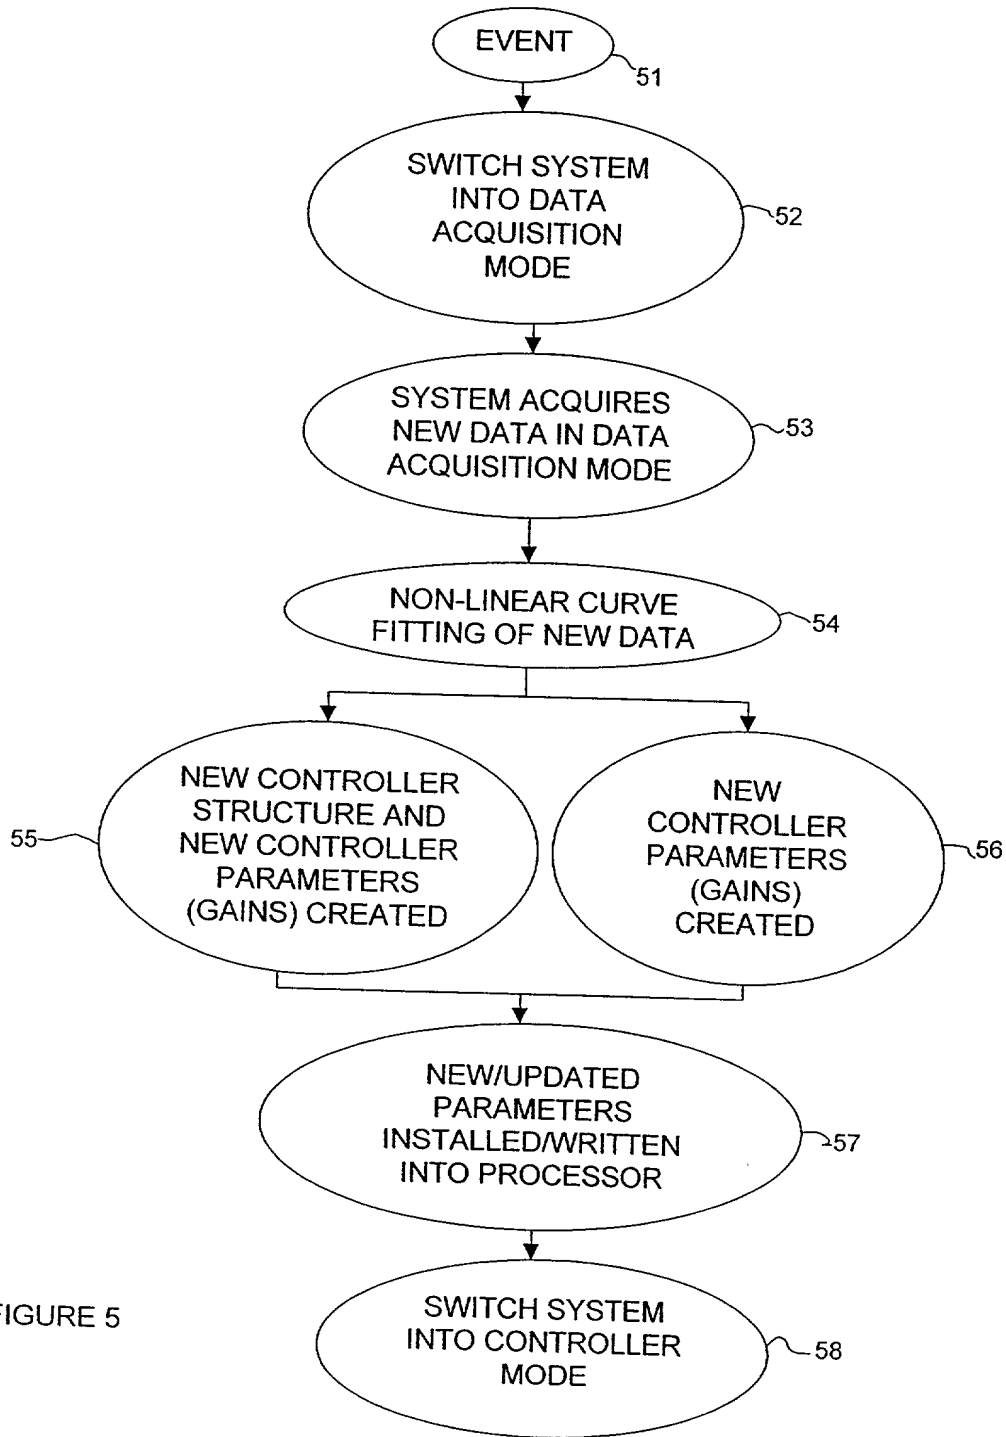 EVENT
51
SWITCH SYSTEM
INTO DATA
ACQUISITION
MODE
52
SYSTEM ACQUIRES
NEW DATA IN DATA
ACQUISITION MODE
53
NON-LINEAR CURVE
FITTING OF NEW DATA
54
55
NEW CONTROLLER
STRUCTURE AND
NEW CONTROLLER
PARAMETERS
(GAINS) CREATED
NEW
CONTROLLER
PARAMETERS
(GAINS)
CREATED
56
NEW/UPDATED
PARAMETERS
INSTALLED/WRITTEN
INTO PROCESSOR
57
SWITCH SYSTEM
INTO CONTROLLER
MODE
58
FIGURE 5